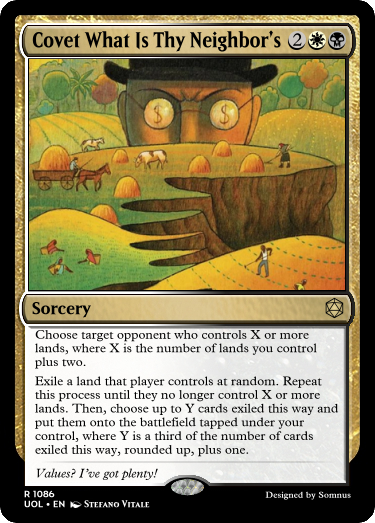 Covet What Is Thy Neighbor's 2
$ $
Sorcery
Choose target opponent who controls X or more
lands, where X is the number of lands you control
plus two.
Exile a land that player controls at random. Repeat
this process until they no longer control X or more
lands. Then, choose up to Y cards exiled this way and
put them onto the battlefield tapped under your
control, where Y is a third of the number of cards
exiled this way, rounded up, plus one.
Values? I've got plenty!
R 1086
Designed by Somnus
UOL • EN Stefano Vitale